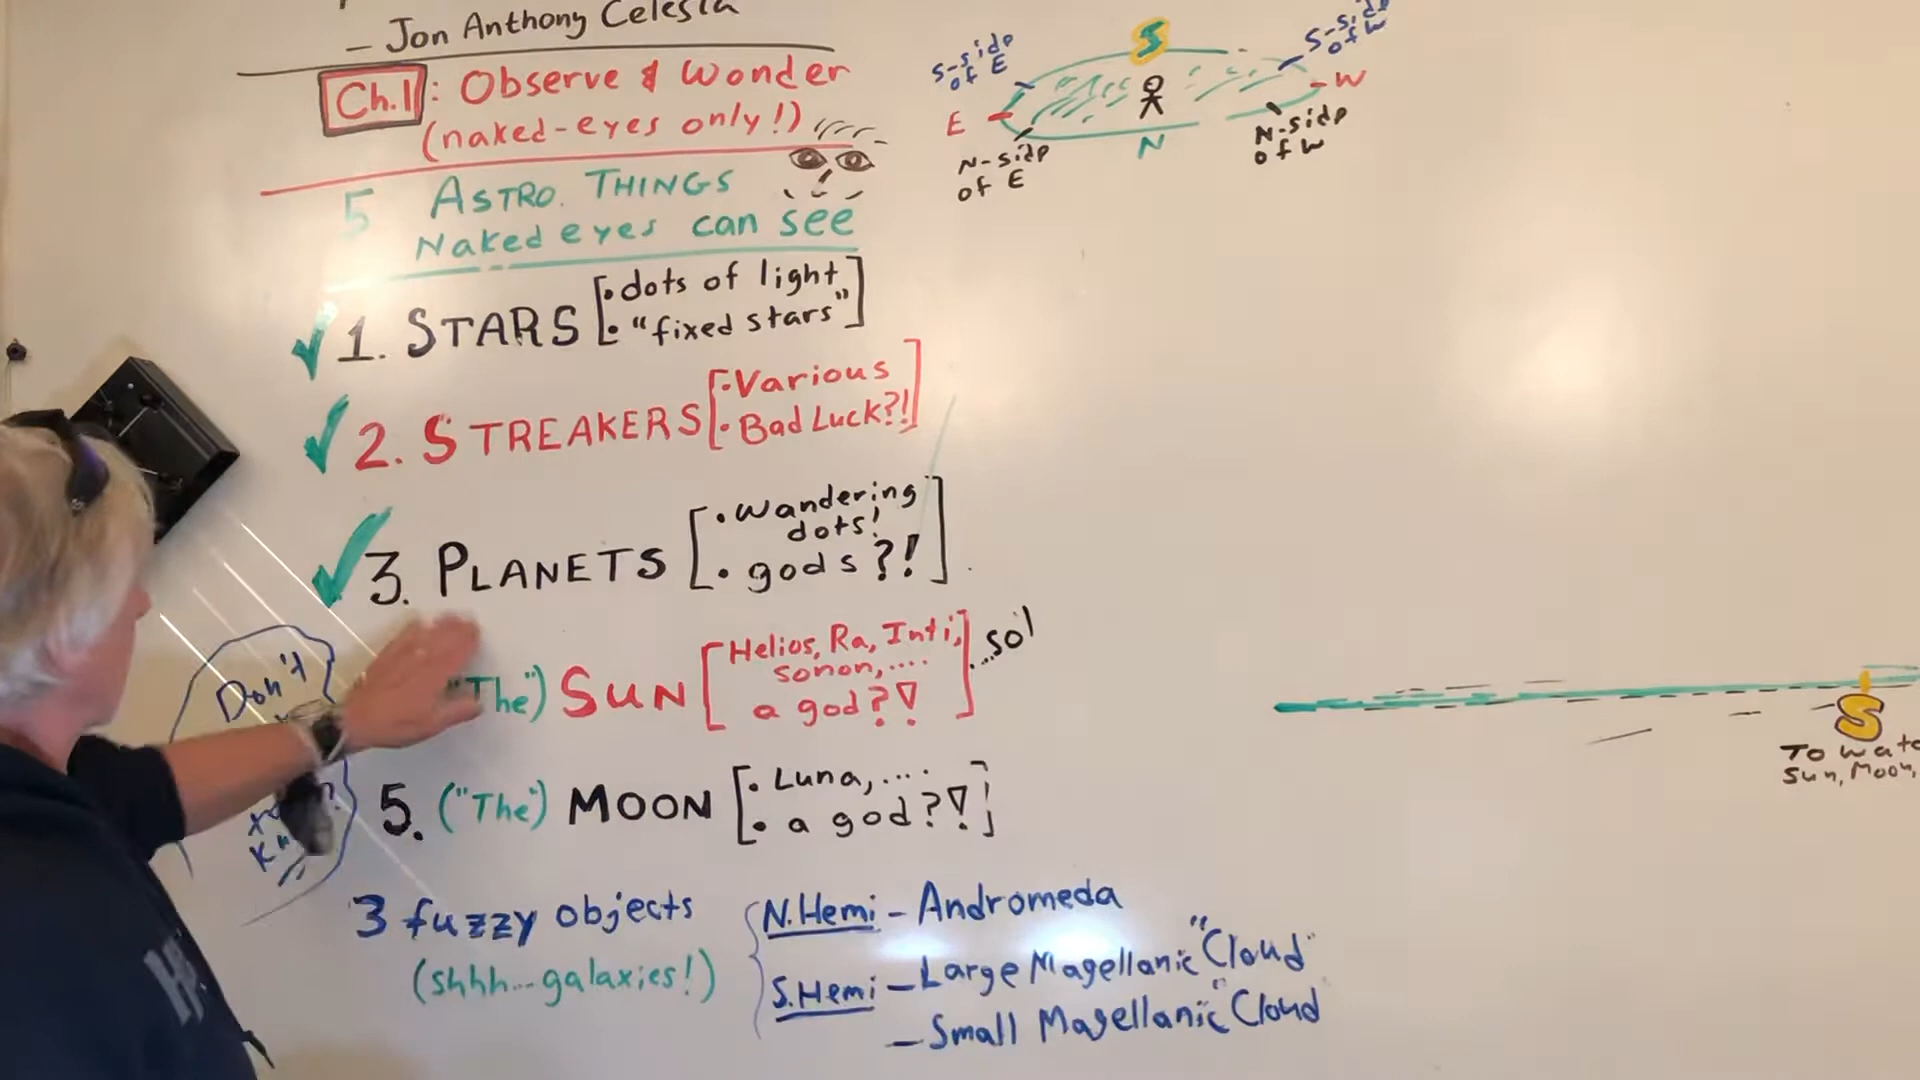 – Jon Anthony Celesta
Ch.1: Observe & Wonder
(naked-eyes only!)
5 ASTRO. THINGS
Naked eyes can see
✓ 1. STARS [• dots of light
• "fixed stars"]
✓ 2. STREAKERS [• Various
• Bad Luck?!]
✓ 3. PLANETS [• Wandering
dots!
• gods?!]
"The") SUN [Helios, Ra, Inti,
sonon, ....
a god?!] ...sol
5. ("The") MOON [• Luna, ....
• a god?!]
3 fuzzy objects
(shhh... galaxies!)
N.Hemi – Andromeda
S.Hemi – Large Magellanic "Cloud"
– Small Magellanic "Cloud
Don't
S-side
of E
S
S-side
of W
E
W
N-side
of E
N
N-side
of W
S
To wat
Sun, Moon,